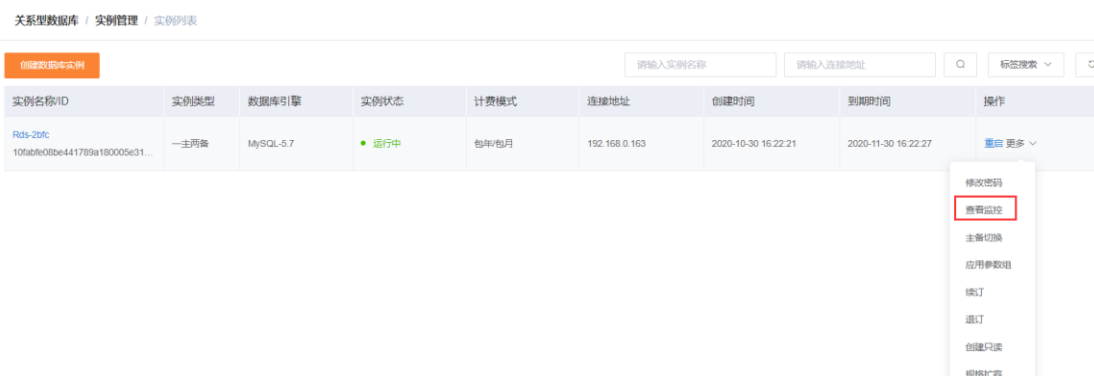 关系型数据库 / 实例管理 / 实例列表
创建数据库实例 请输入实例名称 请输入连接地址 标签搜索
实例名称/ID 实例类型 数据库引擎 实例状态 计费模式 连接地址 创建时间 到期时间 操作
Rds-2bfc
10fabfe08be441789a180005e31... 一主两备 MySQL-5.7 运行中 包年/包月 192.168.0.163 2020-10-30 16:22:21 2020-11-30 16:22:27 重启 更多
修改密码
查看监控
主备切换
应用参数组
续订
退订
创建只读
规格扩容